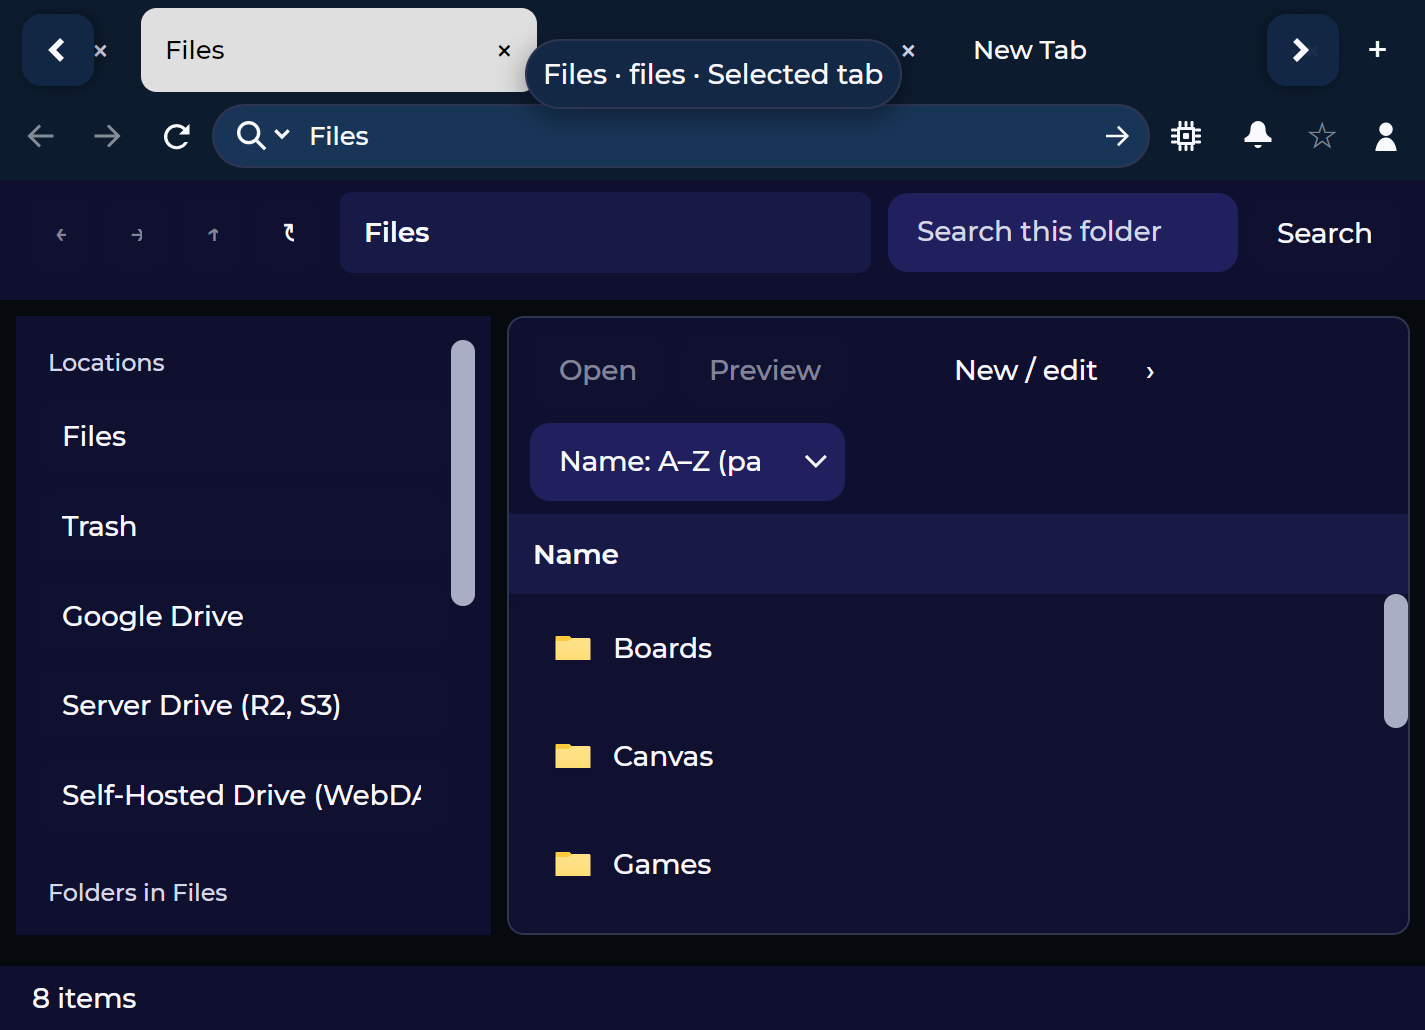 Files
Files · files · Selected tab
New Tab
Files
Files
Search this folder
Search
Locations
Files
Trash
Google Drive
Server Drive (R2, S3)
Self-Hosted Drive (WebDA
Folders in Files
Open
Preview
New / edit
Name: A–Z (pa
Name
Boards
Canvas
Games
8 items